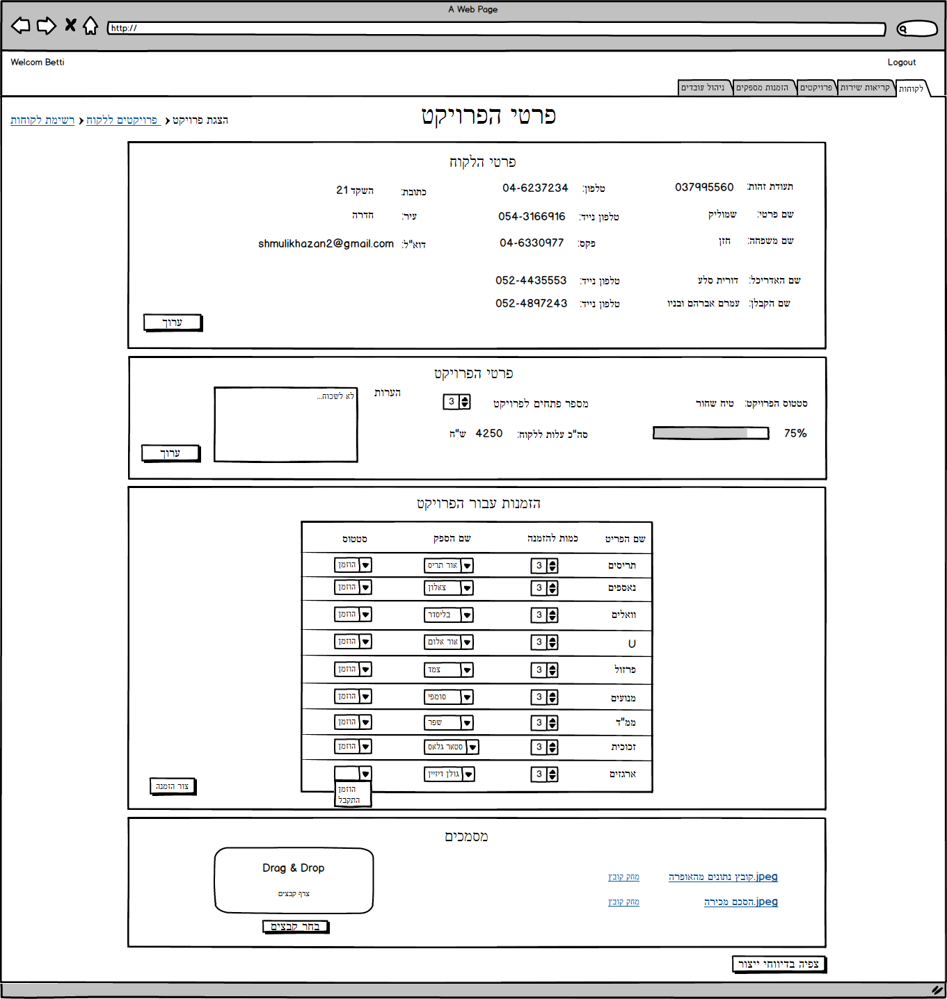 A Web Page
http://
Welcom Betti
Logout
לקוחות
קריאות שירות
פרויקטים
הזמנות מספקים
ניהול עובדים
רשימת לקוחות > פרויקטים ללקוח > הצגת פרויקט
פרטי הפרויקט
פרטי הלקוח
תעודת זהות: 037995560 טלפון: 04-6237234 כתובת: השקד 21
שם פרטי: שמוליק טלפון נייד: 054-3166916 עיר: חדרה
שם משפחה: חזן פקס: 04-6330977 דוא"ל: shmulikhazan2@gmail.com
שם האדריכל: דורית סלע טלפון נייד: 052-4435553
שם הקבלן: עמרם אברהם ובניו טלפון נייד: 052-4897243
ערוך
פרטי הפרויקט
סטטוס הפרויקט: טיח שחור מספר פתחים לפרויקט 3 הערות
לא לשכוח...
75% סה"כ עלות ללקוח: 4250 ש"ח
ערוך
הזמנות עבור הפרויקט
שם הפריט כמות להזמנה שם הספק סטטוס
תריסים 3 אור תריס הוזמן
נאספים 3 צאלון הוזמן
וואלים 3 בליסדר הוזמן
U 3 אור אלום הוזמן
פרזול 3 צמד הוזמן
מנועים 3 סומפי הוזמן
ממ"ד 3 שפר הוזמן
זכוכית 3 סטאר גלאס הוזמן
ארגזים 3 גולן דיזיין
הוזמן
התקבל
צור הזמנה
מסמכים
Drag & Drop
צרף קבצים
בחר קבצים
קובץ נתונים מהאופרה.jpeg מחק קובץ
הסכם מכירה.jpeg מחק קובץ
צפיה בדיווחי ייצור